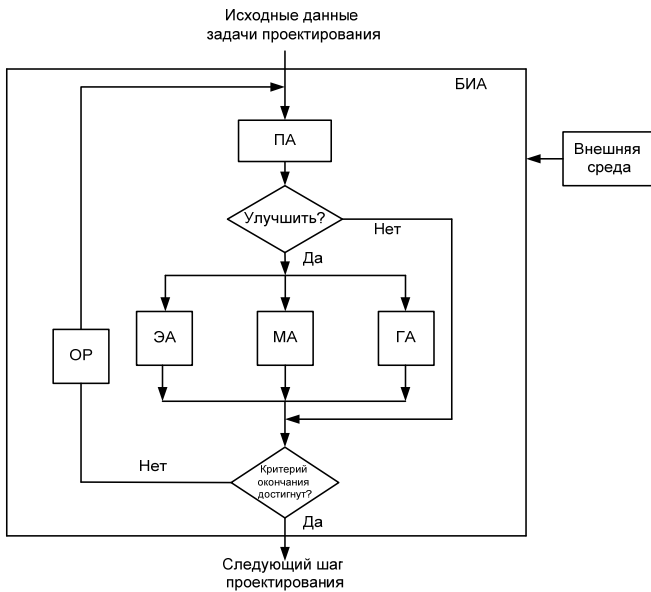 Исходные данные
задачи проектирования
БИА
ПА
Внешняя
среда
Улучшить?
Нет
Да
ЭА
МА
ГА
ОР
Нет
Критерий
окончания
достигнут?
Да
Следующий шаг
проектирования